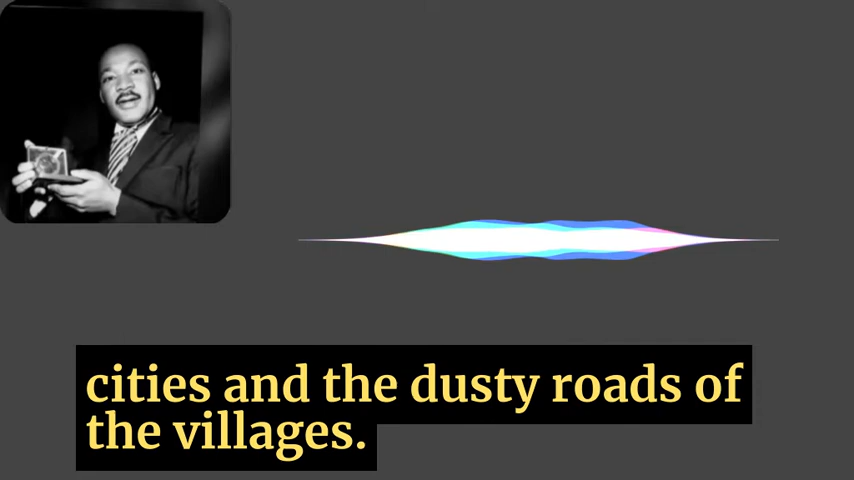 cities and the dusty roads of
the villages.